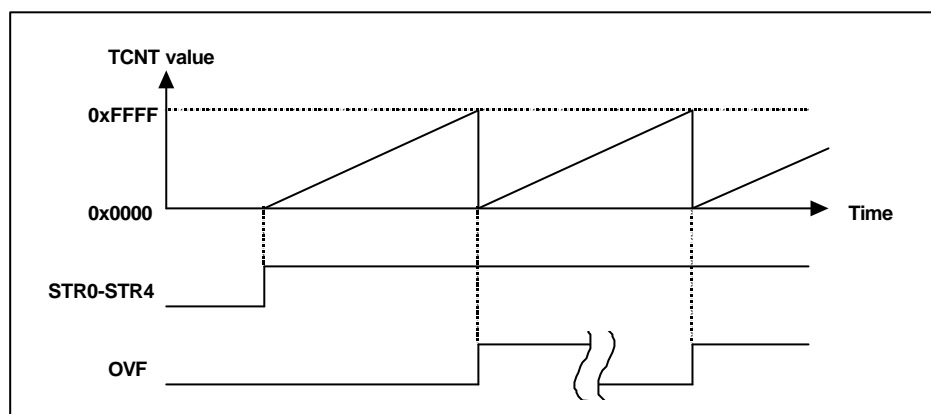 TCNT value
0xFFFF
0x0000
Time
STR0-STR4
OVF